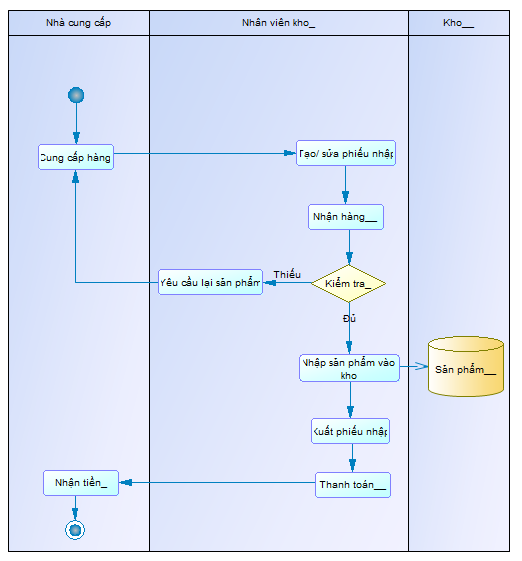 Nhà cung cấp
Nhân viên kho_
Kho__
Cung cấp hàng
Tạo/ sửa phiếu nhập
Nhận hàng__
Thiếu
Yêu cầu lại sản phẩm
Kiểm tra_
Đủ
Nhập sản phẩm vào
kho
Sản phẩm__
Xuất phiếu nhập
Nhận tiền_
Thanh toán__